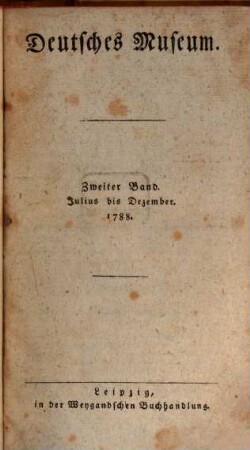 Deutsches Museum.
Zweiter Band.
Julius bis Dezember.
1788.
Leipzig,
in der Weygandschen Buchhandlung.